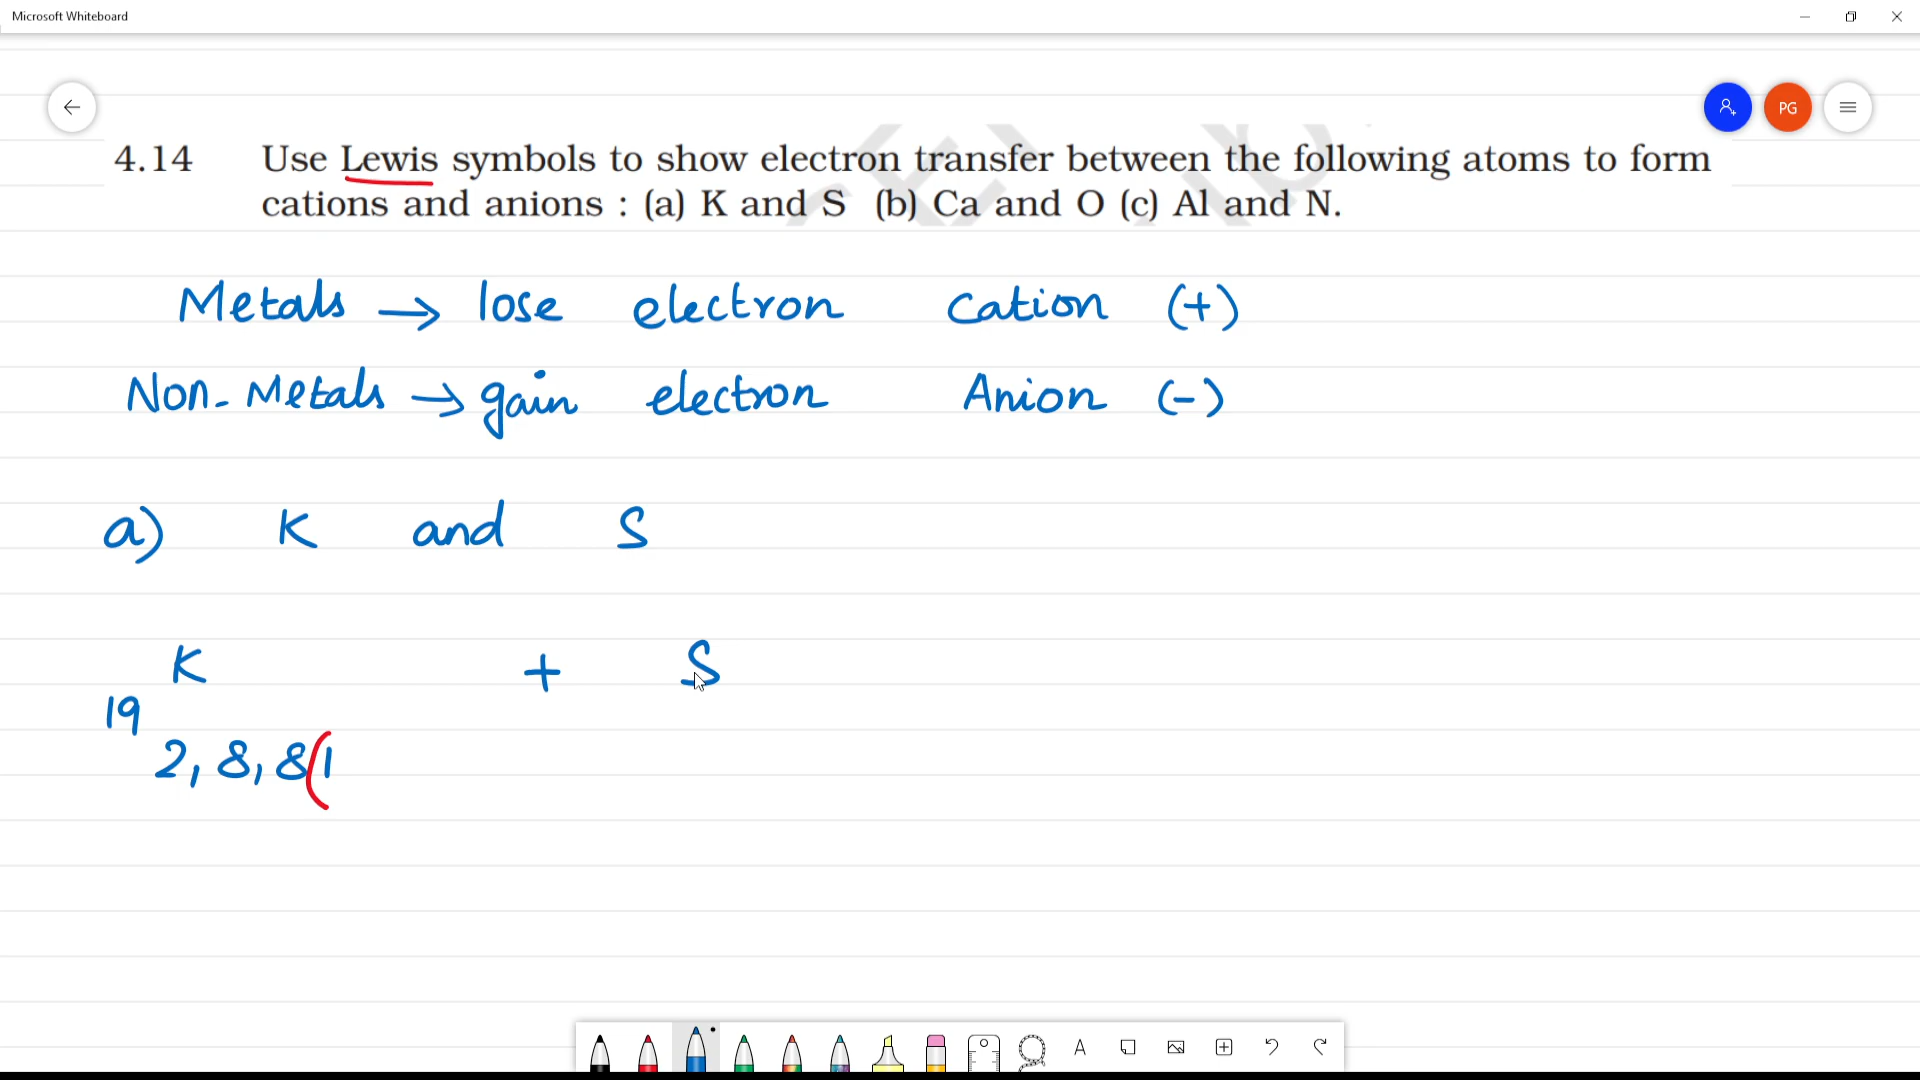 Microsoft Whiteboard
PG
4.14 Use Lewis symbols to show electron transfer between the following atoms to form
cations and anions : (a) K and S (b) Ca and O (c) Al and N.
Metals → lose electron Cation (+)
Non-Metals → gain electron Anion (-)
a) K and S
K + S
19
2, 8, 8(1
A